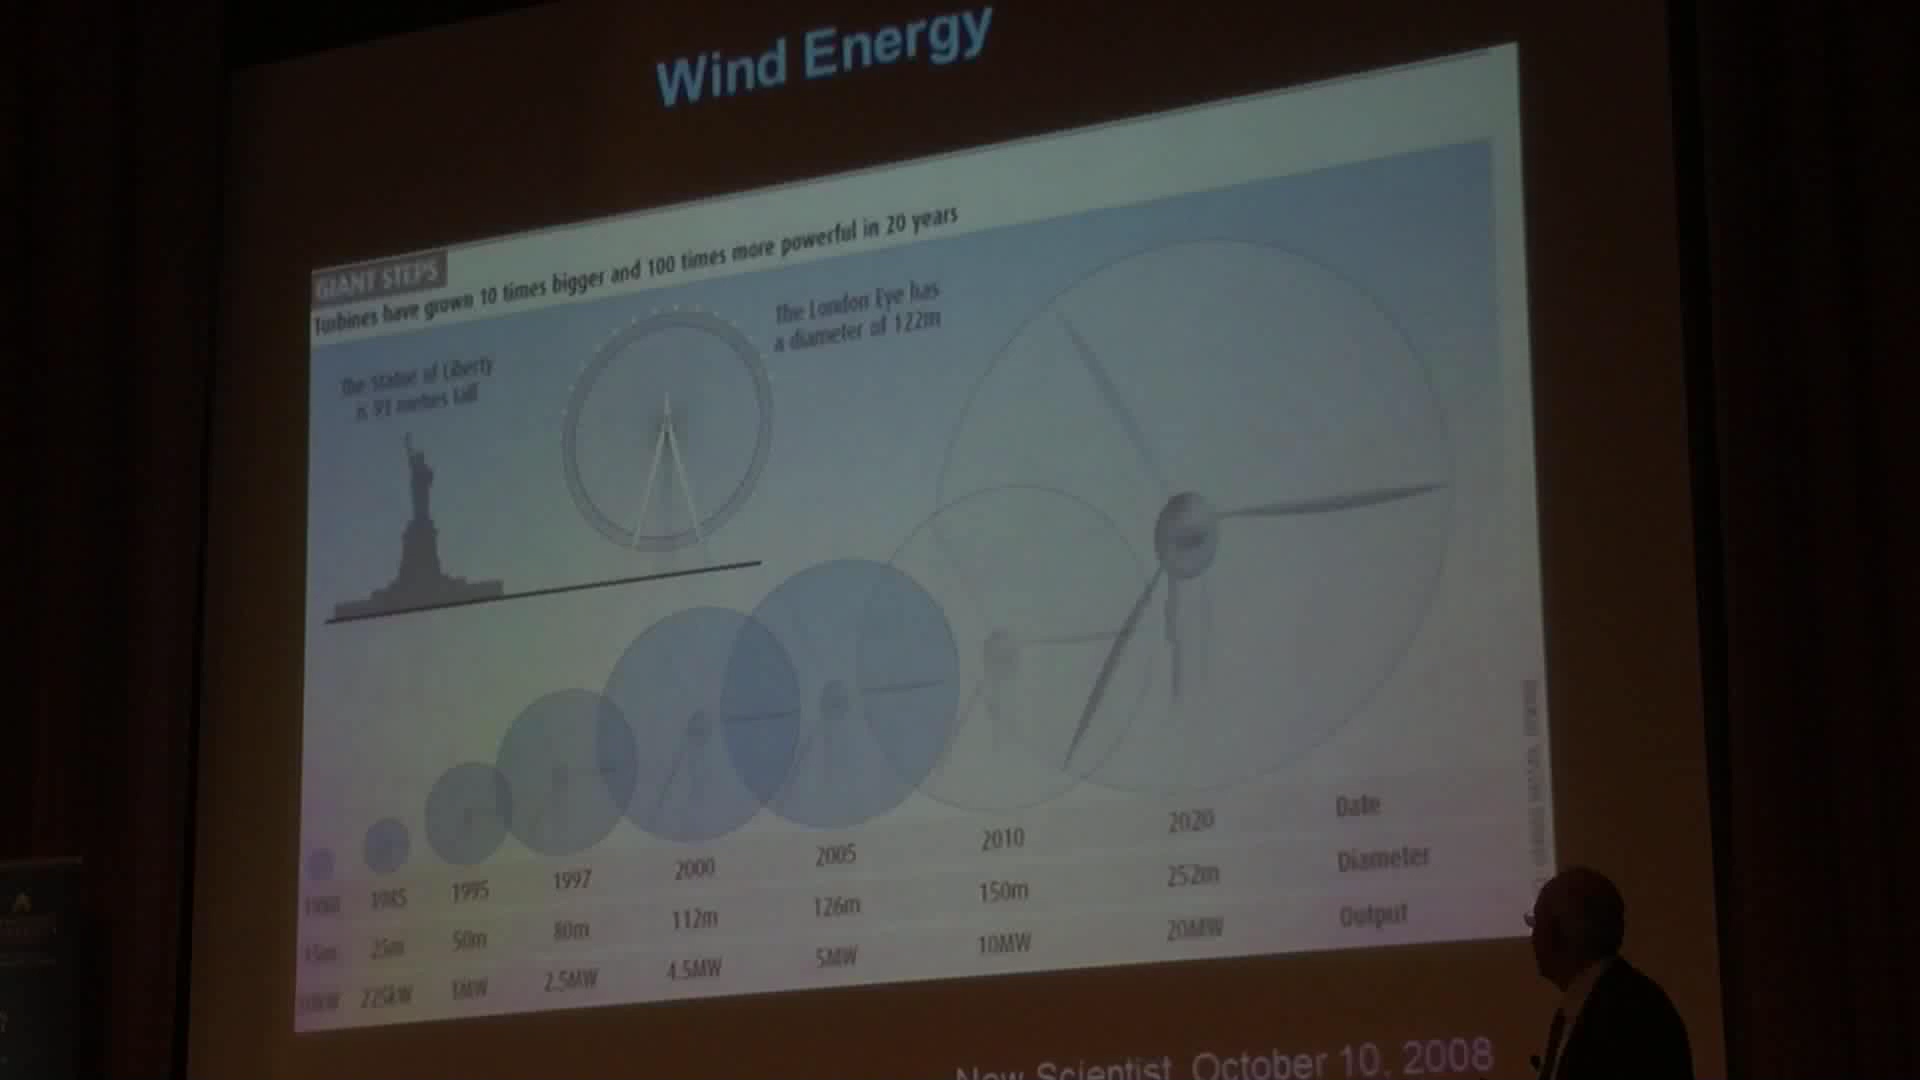 Wind Energy
GIANT STEPS
Turbines have grown 10 times bigger and 100 times more powerful in 20 years
The Statue of Liberty
is 91 metres tall
The London Eye has
a diameter of 122m
1985 1995 1997 2000 2005 2010 2020 Date
15m 25m 50m 80m 112m 126m 150m 252m Diameter
225kW 1MW 2.5MW 4.5MW 5MW 10MW 20MW Output
New Scientist, October 10, 2008